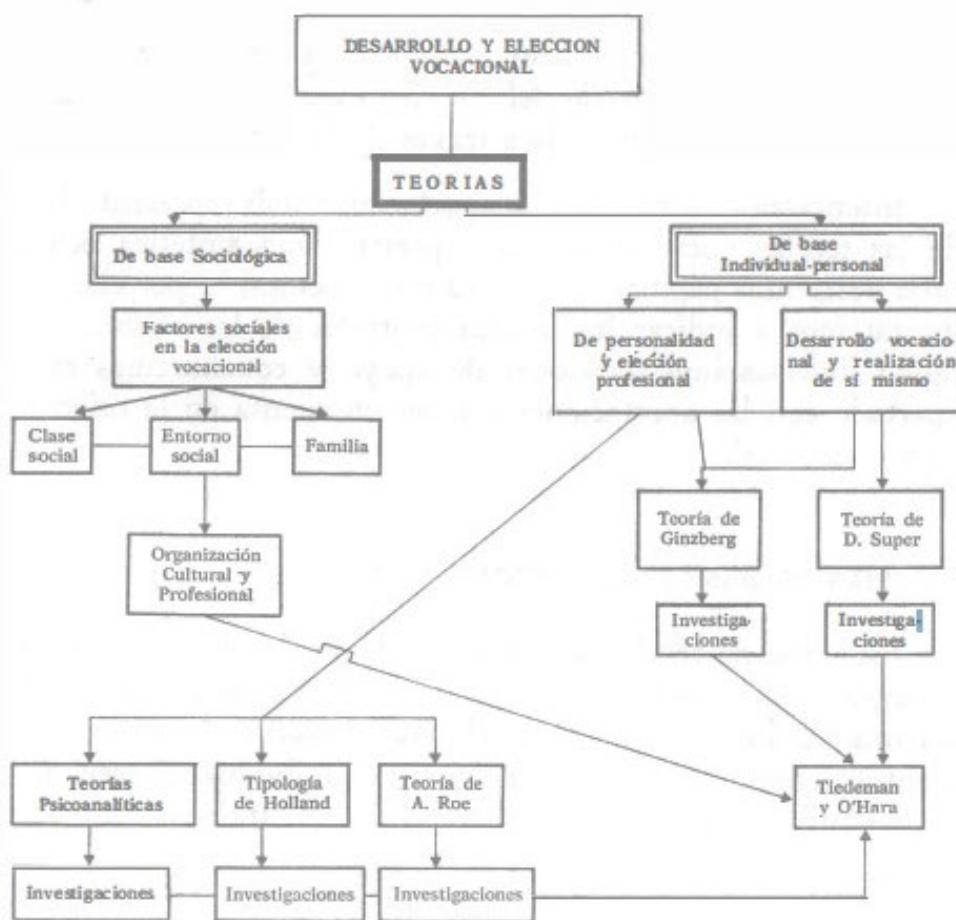 DESARROLLO Y ELECCION
VOCACIONAL
TEORIAS
De base Sociológica
De base
Individual-personal
Factores sociales
en la elección
vocacional
De personalidad
y elección
profesional
Desarrollo vocacio-
nal y realización
de sí mismo
Clase
social
Entorno
social
Familia
Teoría de
Ginzberg
Teoría de
D. Super
Organización
Cultural y
Profesional
Investiga-
ciones
Investiga-
ciones
Teorías
Psicoanalíticas
Tipología
de Holland
Teoría de
A. Roe
Tiedeman
y O'Hara
Investigaciones
Investigaciones
Investigaciones